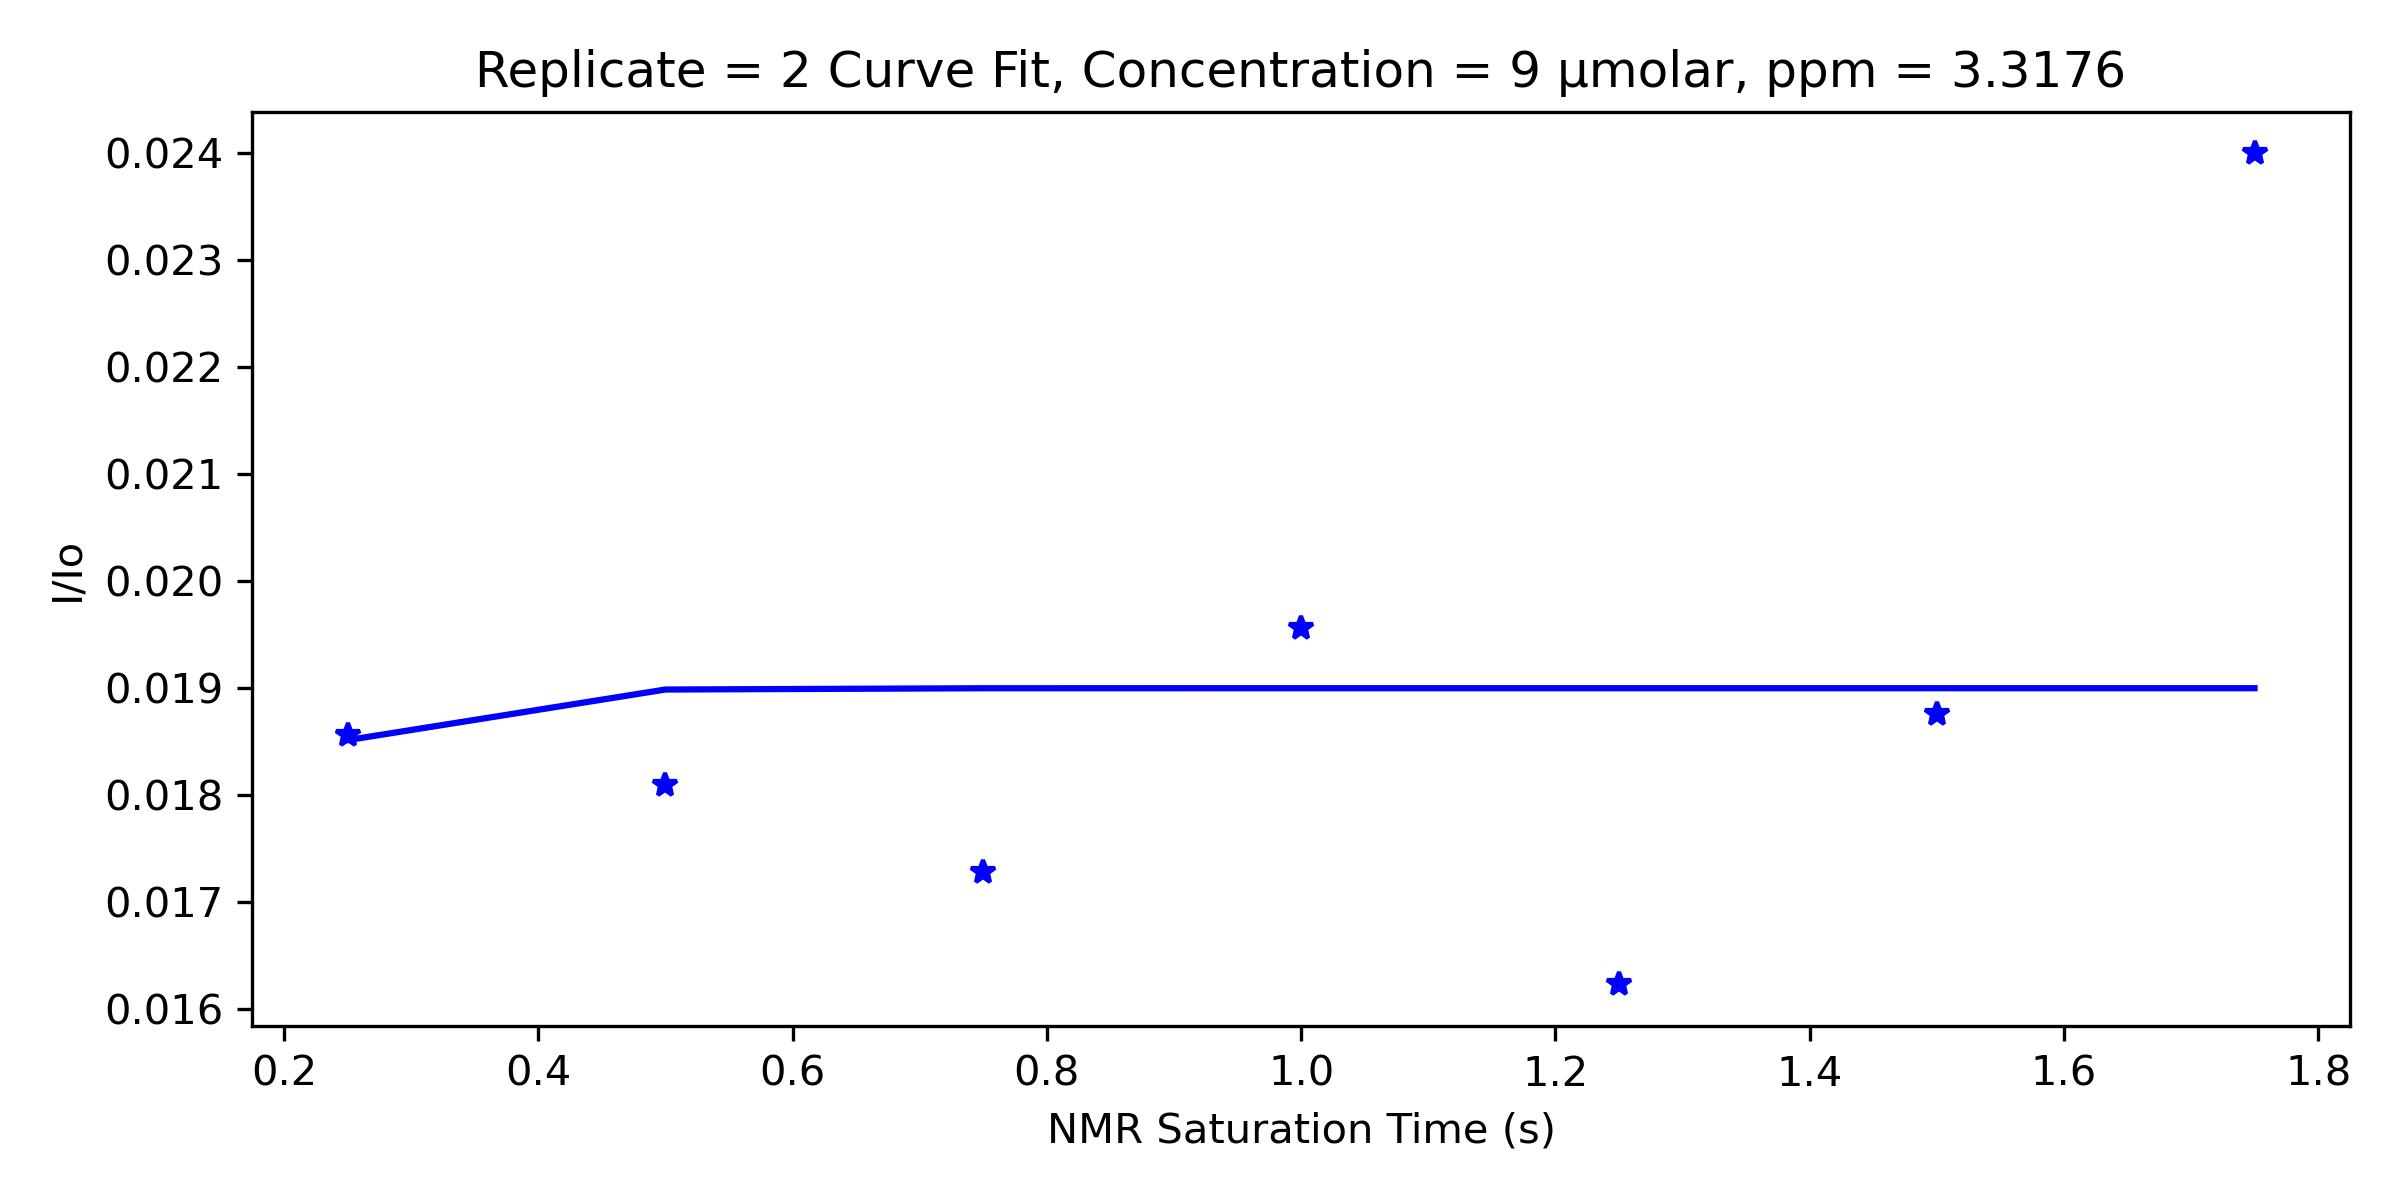 Replicate = 2 Curve Fit, Concentration = 9 μmolar, ppm = 3.3176
0.024
0.023
0.022
0.021
0.020
0.019
0.018
0.017
0.016
I/Io
0.2 0.4 0.6 0.8 1.0 1.2 1.4 1.6 1.8
NMR Saturation Time (s)